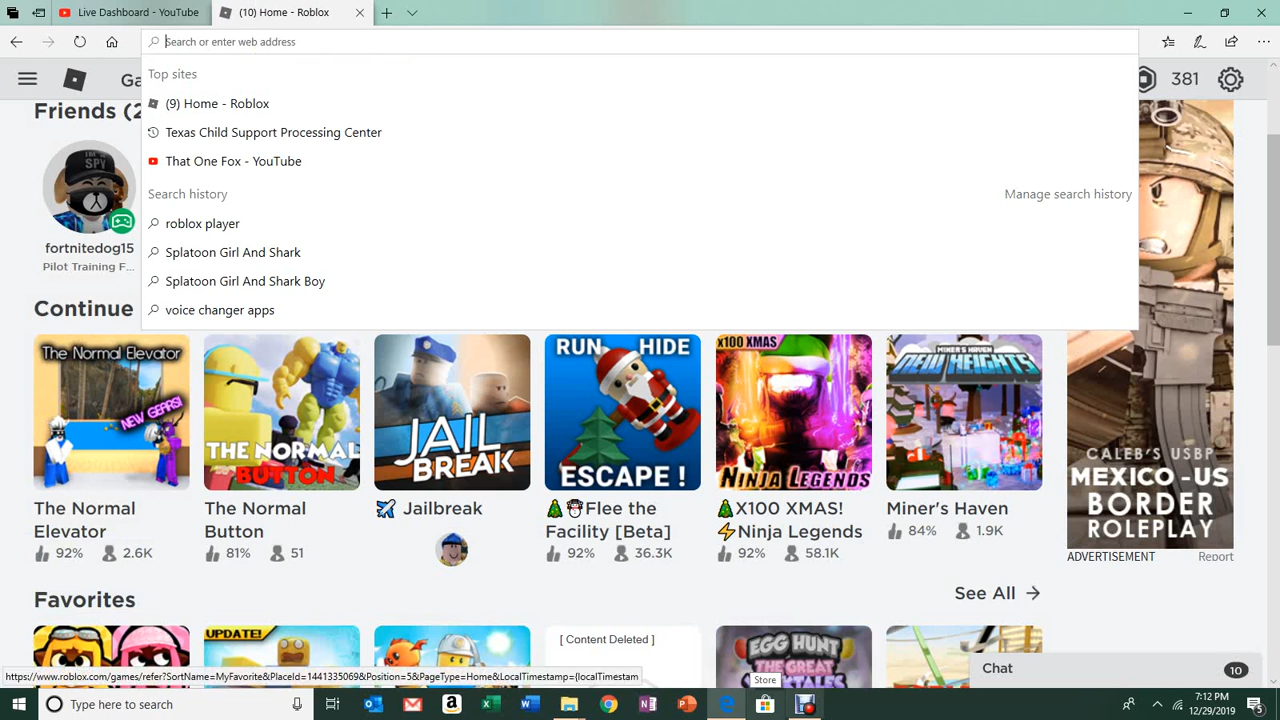 Live Dashboard - YouTube
(10) Home - Roblox
Search or enter web address
Top sites
(9) Home - Roblox
Texas Child Support Processing Center
That One Fox - YouTube
Search history
Manage search history
roblox player
Splatoon Girl And Shark
Splatoon Girl And Shark Boy
voice changer apps
Ga
381
Friends (2
I'M A
SPY
fortnitedog15
Pilot Training F...
Continue
The Normal Elevator
NEW GEARS!
THE NORMAL
BUTTON
JAIL
BREAK
RUN HIDE
ESCAPE !
x100 XMAS
NINJA LEGENDS
MINER'S HAVEN
NEW HEIGHTS
The Normal
Elevator
92% 2.6K
The Normal
Button
81% 51
✈️ Jailbreak
🎄☃️Flee the
Facility [Beta]
92% 36.3K
🎄X100 XMAS!
⚡Ninja Legends
92% 58.1K
Miner's Haven
84% 1.9K
CALEB'S USBP
MEXICO -US
BORDER
ROLEPLAY
ADVERTISEMENT
Report
Favorites
See All →
UPDATE!
[ Content Deleted ]
EGG HUNT
THE GREAT
Chat
10
https://www.roblox.com/games/refer?SortName=MyFavorite&PlaceId=1441335069&Position=5&PageType=Home&LocalTimestamp={localTimestam
Store
Type here to search
7:12 PM
12/29/2019